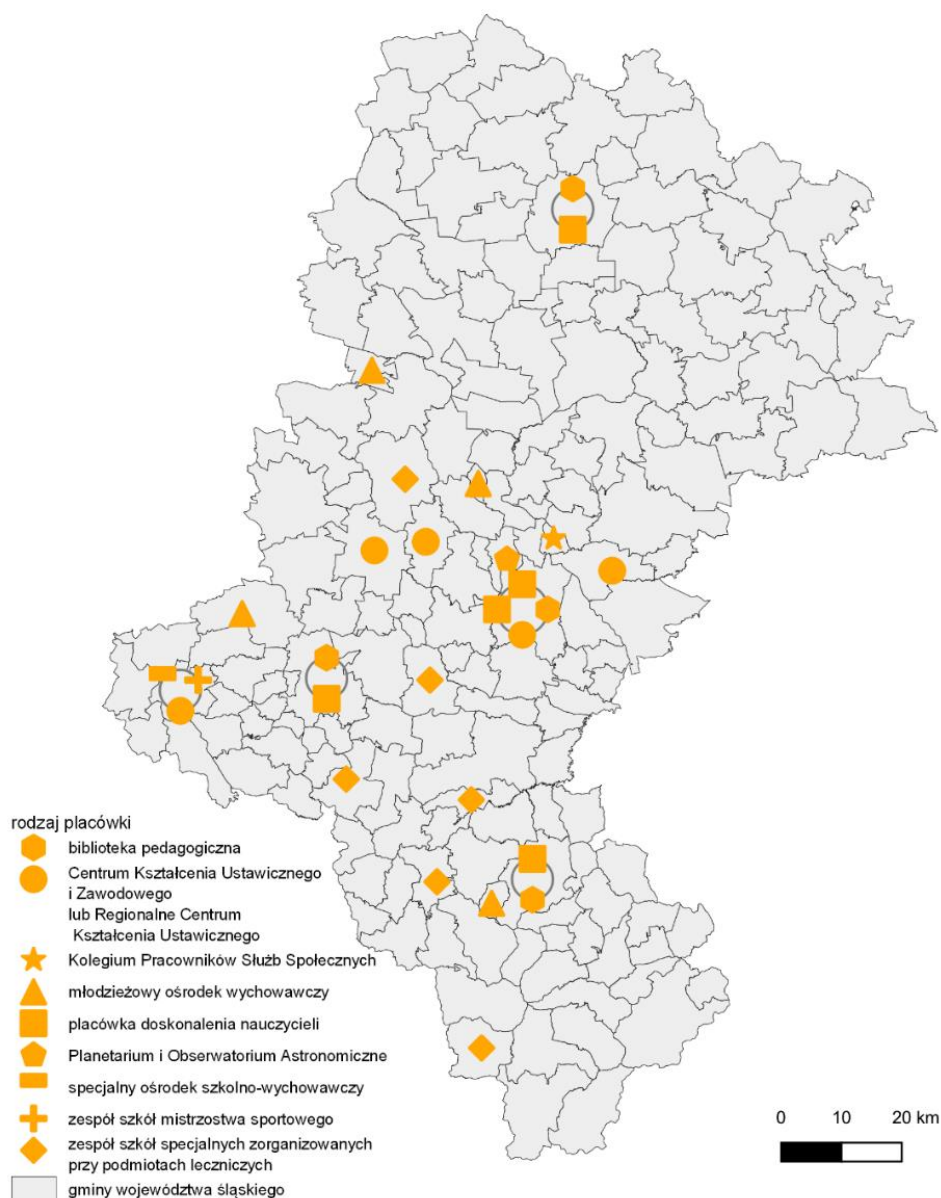 rodzaj placówki
biblioteka pedagogiczna
Centrum Kształcenia Ustawicznego
i Zawodowego
lub Regionalne Centrum
Kształcenia Ustawicznego
Kolegium Pracowników Służb Społecznych
młodzieżowy ośrodek wychowawczy
placówka doskonalenia nauczycieli
Planetarium i Obserwatorium Astronomiczne
specjalny ośrodek szkolno-wychowawczy
zespół szkół mistrzostwa sportowego
zespół szkół specjalnych zorganizowanych
przy podmiotach leczniczych
gminy województwa śląskiego
0 10 20 km